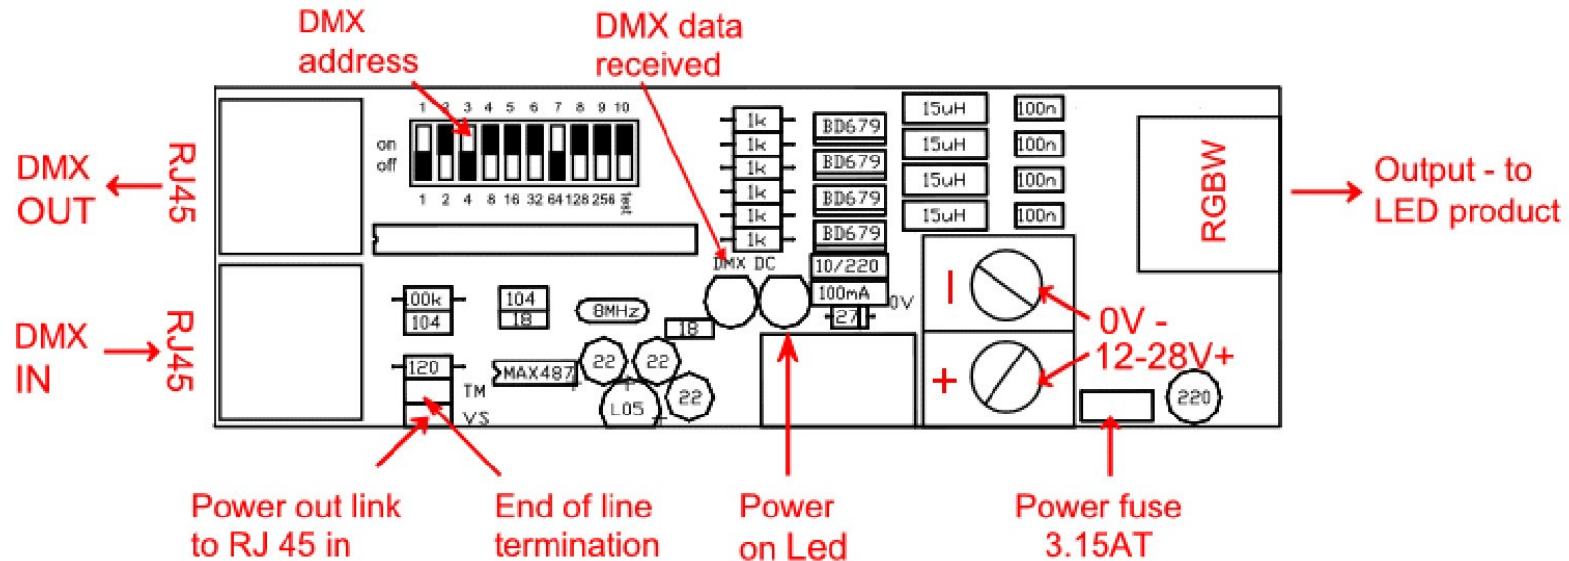 DMX
address
DMX data
received
1 2 3 4 5 6 7 8 9 10
on
off
1 2 4 8 16 32 64 128 256 Test
DMX
OUT
RJ45
DMX
IN
RJ45
1k
1k
1k
1k
1k
1k
BD679
BD679
BD679
BD679
15uH
15uH
15uH
15uH
100n
100n
100n
100n
RGBW
Output - to
LED product
DMX DC
10/220
100mA
0V
27
00k
104
104
18
8MHz
18
120
TM
VS
MAX487
22
22
22
L05
-
+
0V -
12-28V+
220
Power out link
to RJ 45 in
End of line
termination
Power
on Led
Power fuse
3.15AT